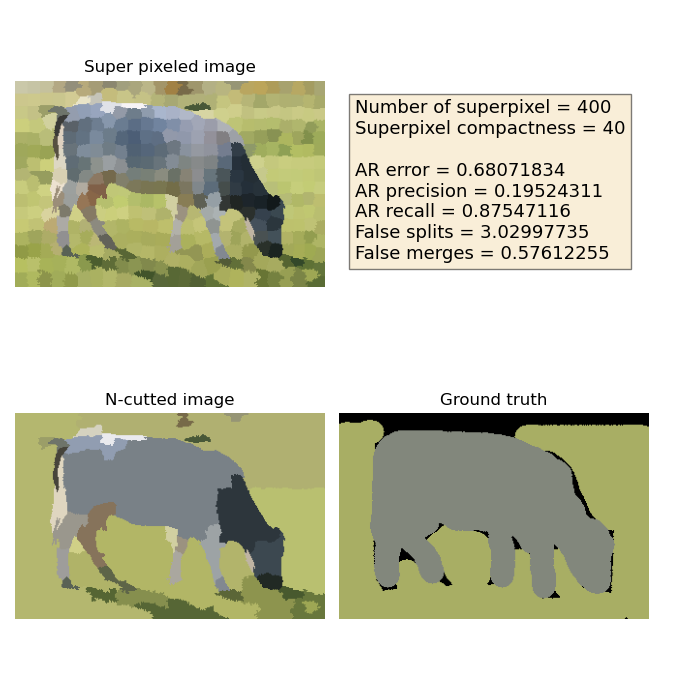 Super pixeled image
Number of superpixel = 400
Superpixel compactness = 40
AR error = 0.68071834
AR precision = 0.19524311
AR recall = 0.87547116
False splits = 3.02997735
False merges = 0.57612255
N-cutted image
Ground truth